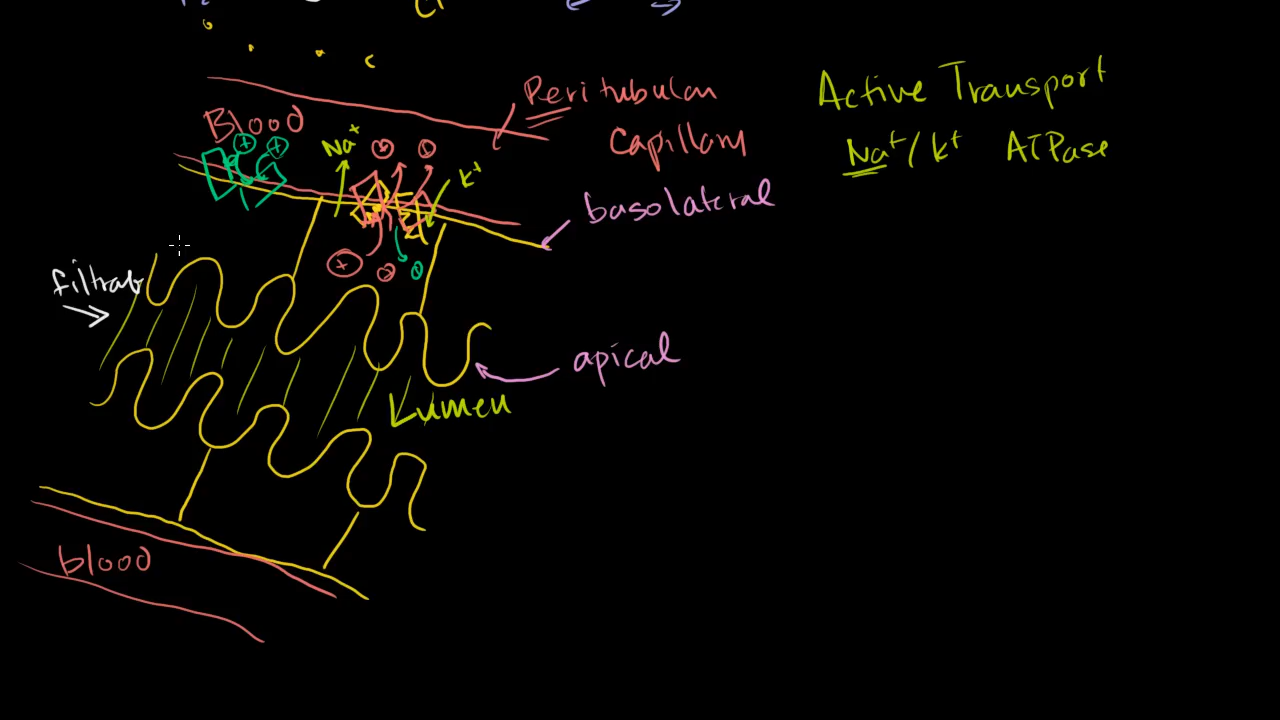 Peritubular
Capillary
Active Transport
Na+/K+ ATPase
Blood
Na+
K+
basolateral
filtrate
apical
Lumen
blood